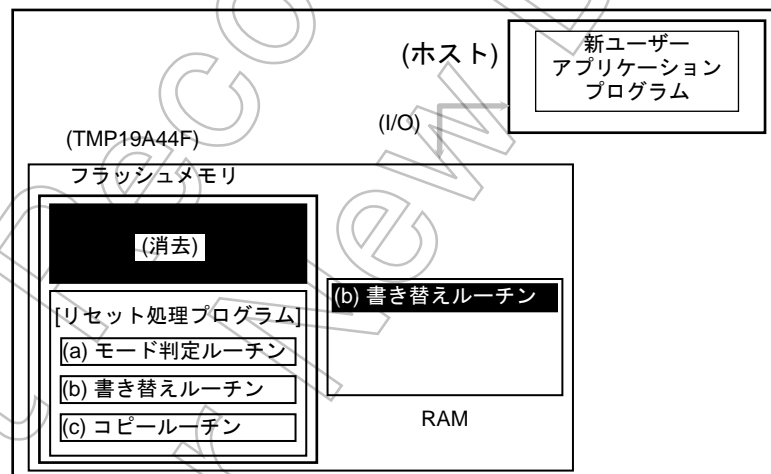 (ホスト)
新ユーザー
アプリケーション
プログラム
(I/O)
(TMP19A44F)
フラッシュメモリ
(消去)
[リセット処理プログラム]
(a) モード判定ルーチン
(b) 書き替えルーチン
(c) コピールーチン
(b) 書き替えルーチン
RAM